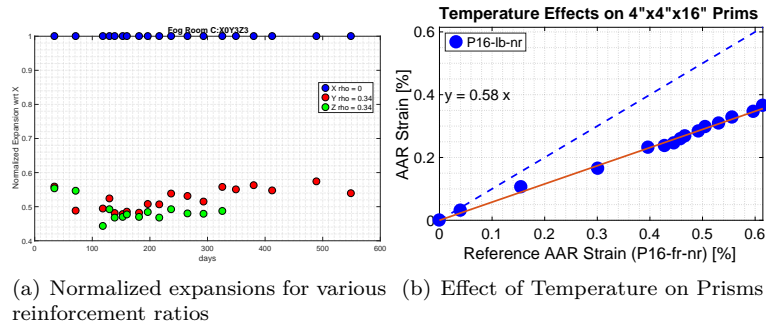 Fog Room C:X0Y3Z3
Normalized Expansion wrt X
1
0.9
0.8
0.7
0.6
0.5
0.4
0 100 200 300 400 500 600
days
X rho = 0
Y rho = 0.34
Z rho = 0.34
Temperature Effects on 4"x4"x16" Prims
P16-lb-nr
y = 0.58 x
AAR Strain [%]
0.6
0.4
0.2
0
0 0.1 0.2 0.3 0.4 0.5 0.6
Reference AAR Strain (P16-fr-nr) [%]
(a) Normalized expansions for various
reinforcement ratios
(b) Effect of Temperature on Prisms